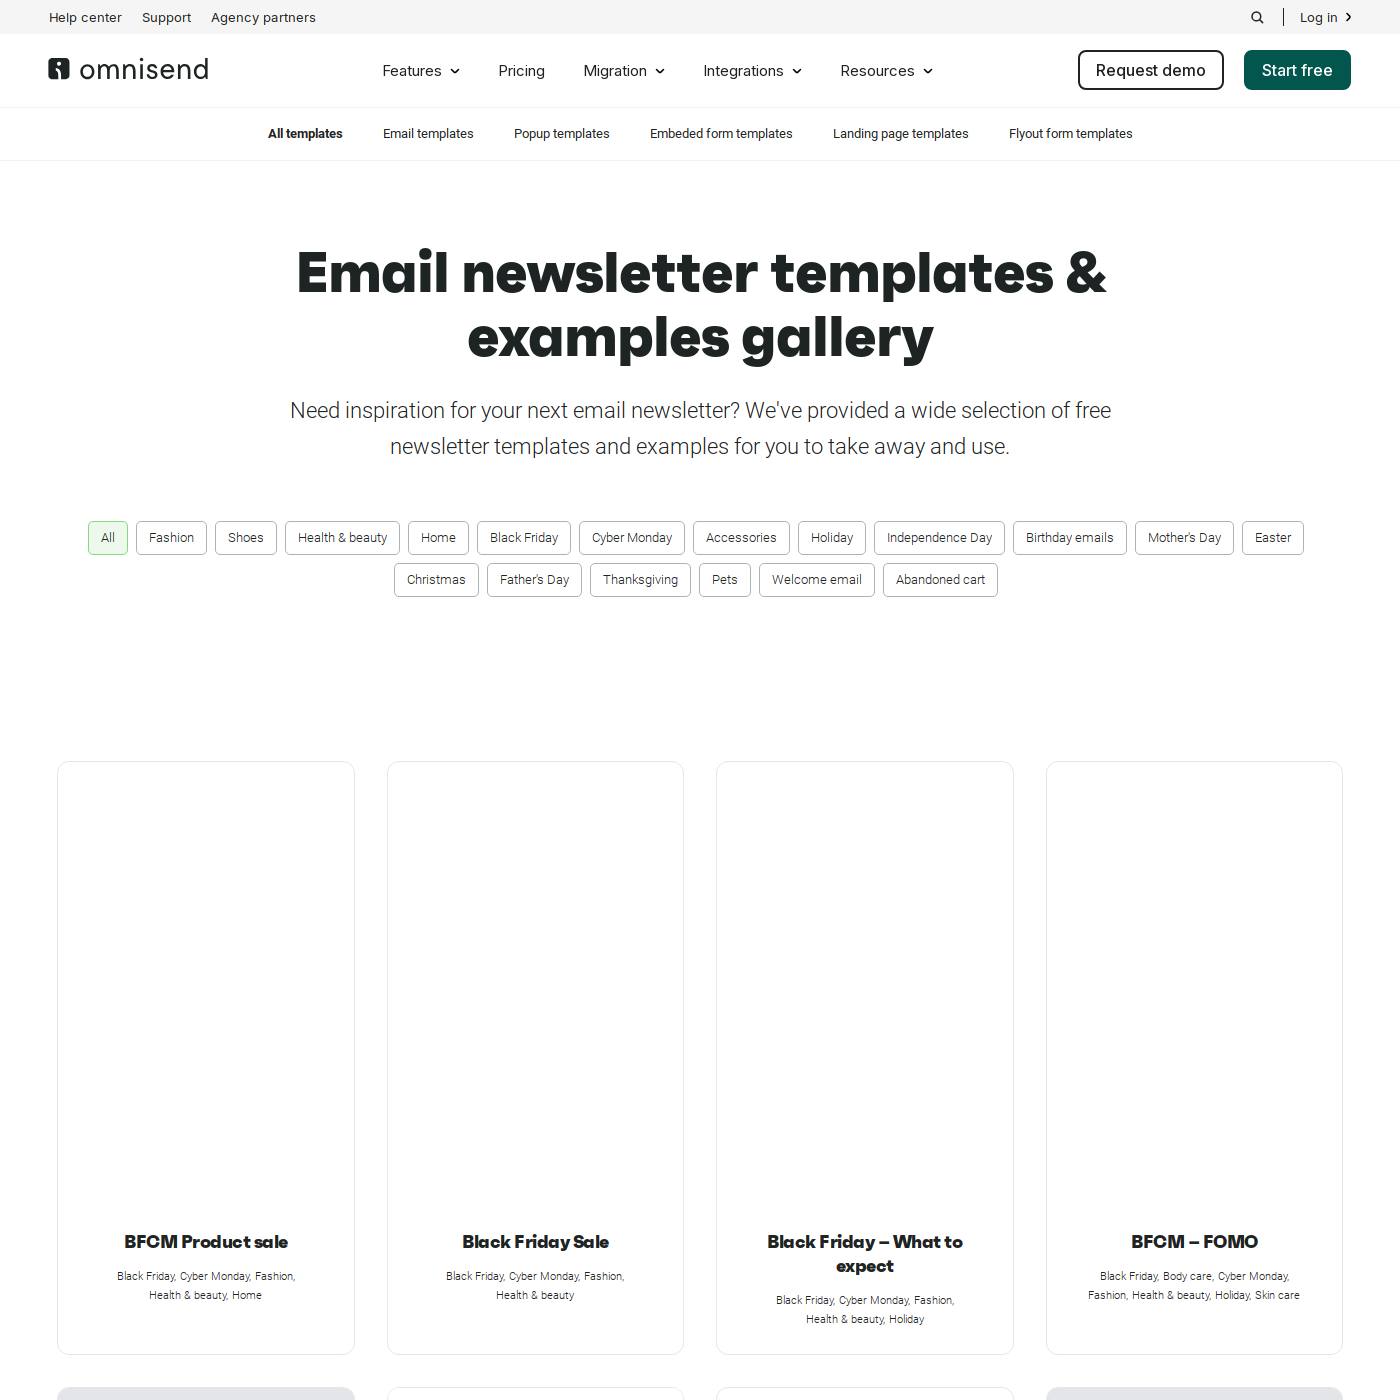 Help center Support Agency partners Log in
omnisend Features Pricing Migration Integrations Resources Request demo Start free
All templates Email templates Popup templates Embeded form templates Landing page templates Flyout form templates
Email newsletter templates &
examples gallery
Need inspiration for your next email newsletter? We've provided a wide selection of free
newsletter templates and examples for you to take away and use.
All Fashion Shoes Health & beauty Home Black Friday Cyber Monday Accessories Holiday Independence Day Birthday emails Mother's Day Easter
Christmas Father's Day Thanksgiving Pets Welcome email Abandoned cart
BFCM Product sale
Black Friday, Cyber Monday, Fashion,
Health & beauty, Home
Black Friday Sale
Black Friday, Cyber Monday, Fashion,
Health & beauty
Black Friday – What to
expect
Black Friday, Cyber Monday, Fashion,
Health & beauty, Holiday
BFCM – FOMO
Black Friday, Body care, Cyber Monday,
Fashion, Health & beauty, Holiday, Skin care